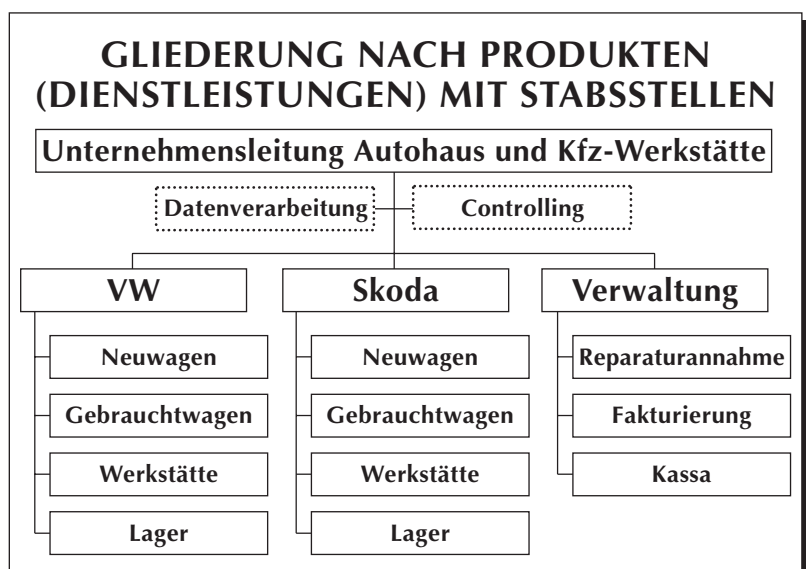 GLIEDERUNG NACH PRODUKTEN
(DIENSTLEISTUNGEN) MIT STABSSTELLEN
Unternehmensleitung Autohaus und Kfz-Werkstätte
Datenverarbeitung
Controlling
VW
Neuwagen
Gebrauchtwagen
Werkstätte
Lager
Skoda
Neuwagen
Gebrauchtwagen
Werkstätte
Lager
Verwaltung
Reparaturannahme
Fakturierung
Kassa